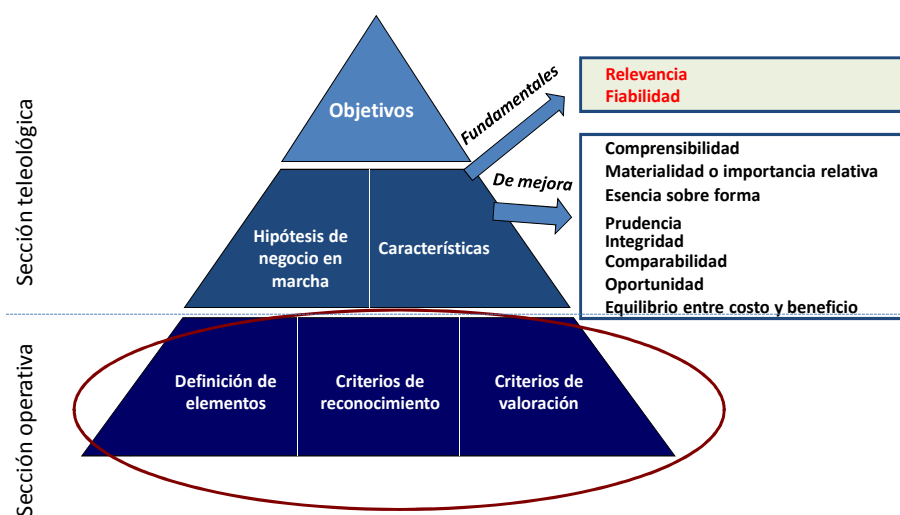 Sección teleológica
Objetivos
Fundamentales
Relevancia
Fiabilidad
Hipótesis de
negocio en
marcha
Características
De mejora
Comprensibilidad
Materialidad o importancia relativa
Esencia sobre forma
Prudencia
Integridad
Comparabilidad
Oportunidad
Equilibrio entre costo y beneficio
Sección operativa
Definición de
elementos
Criterios de
reconocimiento
Criterios de
valoración